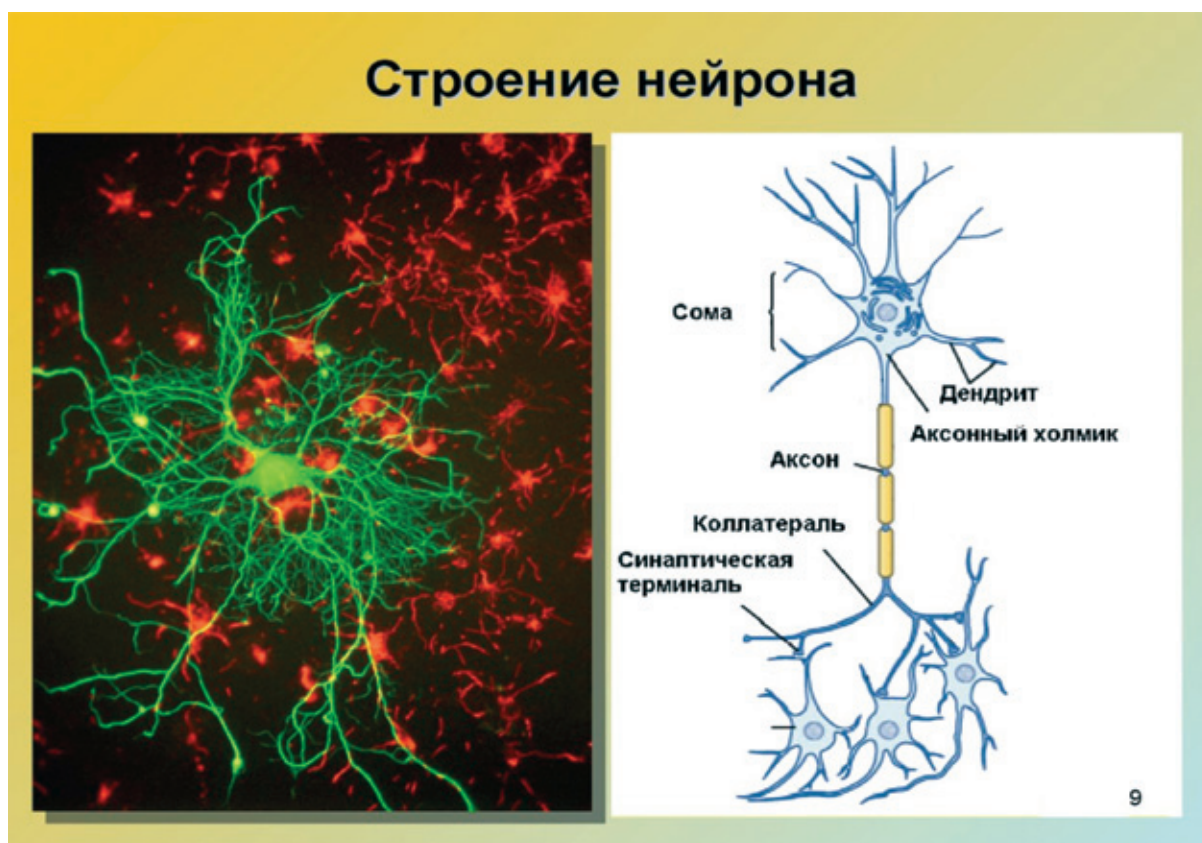 Строение нейрона
Сома
Дендрит
Аксонный холмик
Аксон
Коллатераль
Синаптическая
терминаль
9